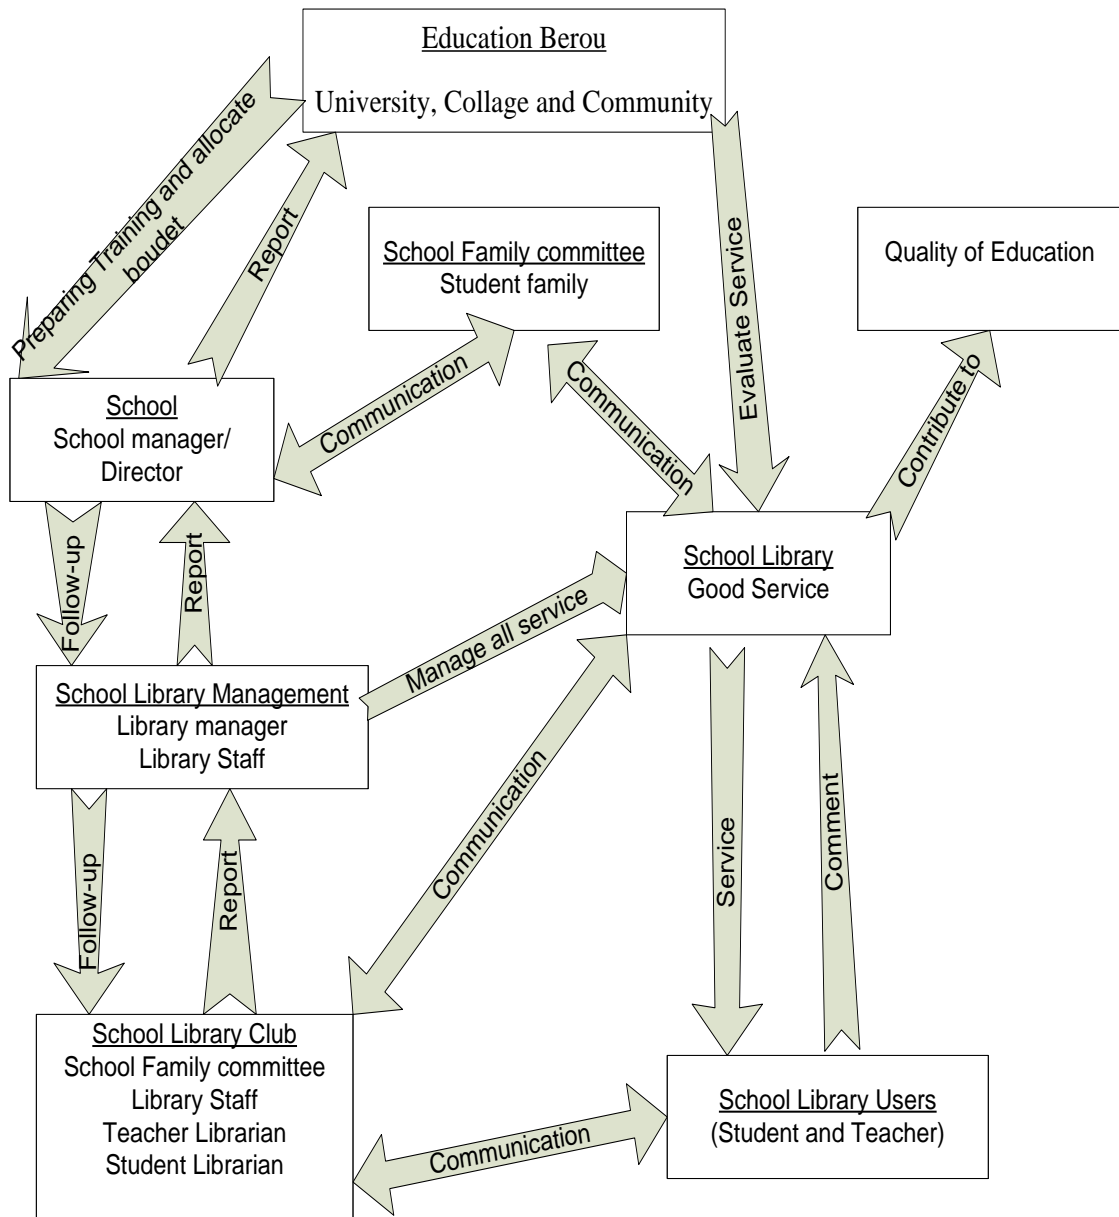 Education Berou
University, Collage and Community
Preparing Training and allocate
boudet
Report
School Family committee
Student family
Evaluate Service
Quality of Education
Communication
Communication
Contribute to
School
School manager/
Director
Follow-up
Report
School Library
Good Service
Manage all service
School Library Management
Library manager
Library Staff
Communication
Service
Comment
Follow-up
Report
School Library Club
School Family committee
Library Staff
Teacher Librarian
Student Librarian
Communication
School Library Users
(Student and Teacher)